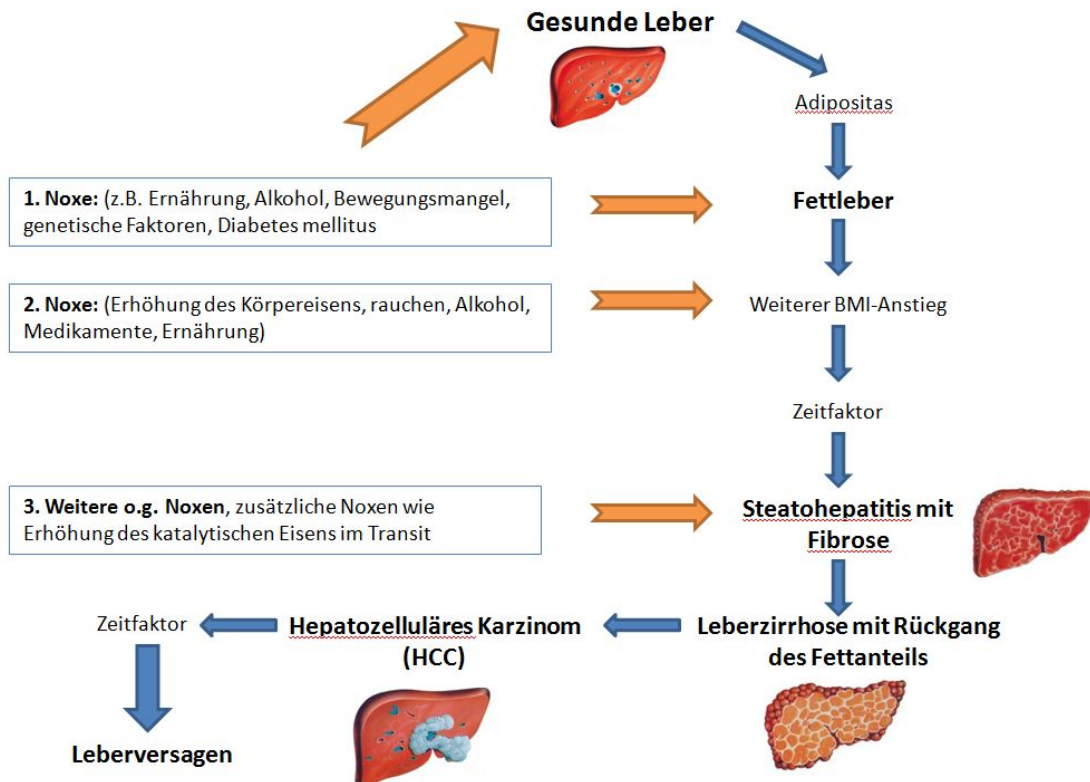 Gesunde Leber
Adipositas
1. Noxe: (z.B. Ernährung, Alkohol, Bewegungsmangel,
genetische Faktoren, Diabetes mellitus
Fettleber
2. Noxe: (Erhöhung des Körpereisens, rauchen, Alkohol,
Medikamente, Ernährung)
Weiterer BMI-Anstieg
Zeitfaktor
3. Weitere o.g. Noxen, zusätzliche Noxen wie
Erhöhung des katalytischen Eisens im Transit
Steatohepatitis mit
Fibrose
Leberzirrhose mit Rückgang
des Fettanteils
Hepatozelluläres Karzinom
(HCC)
Zeitfaktor
Leberversagen